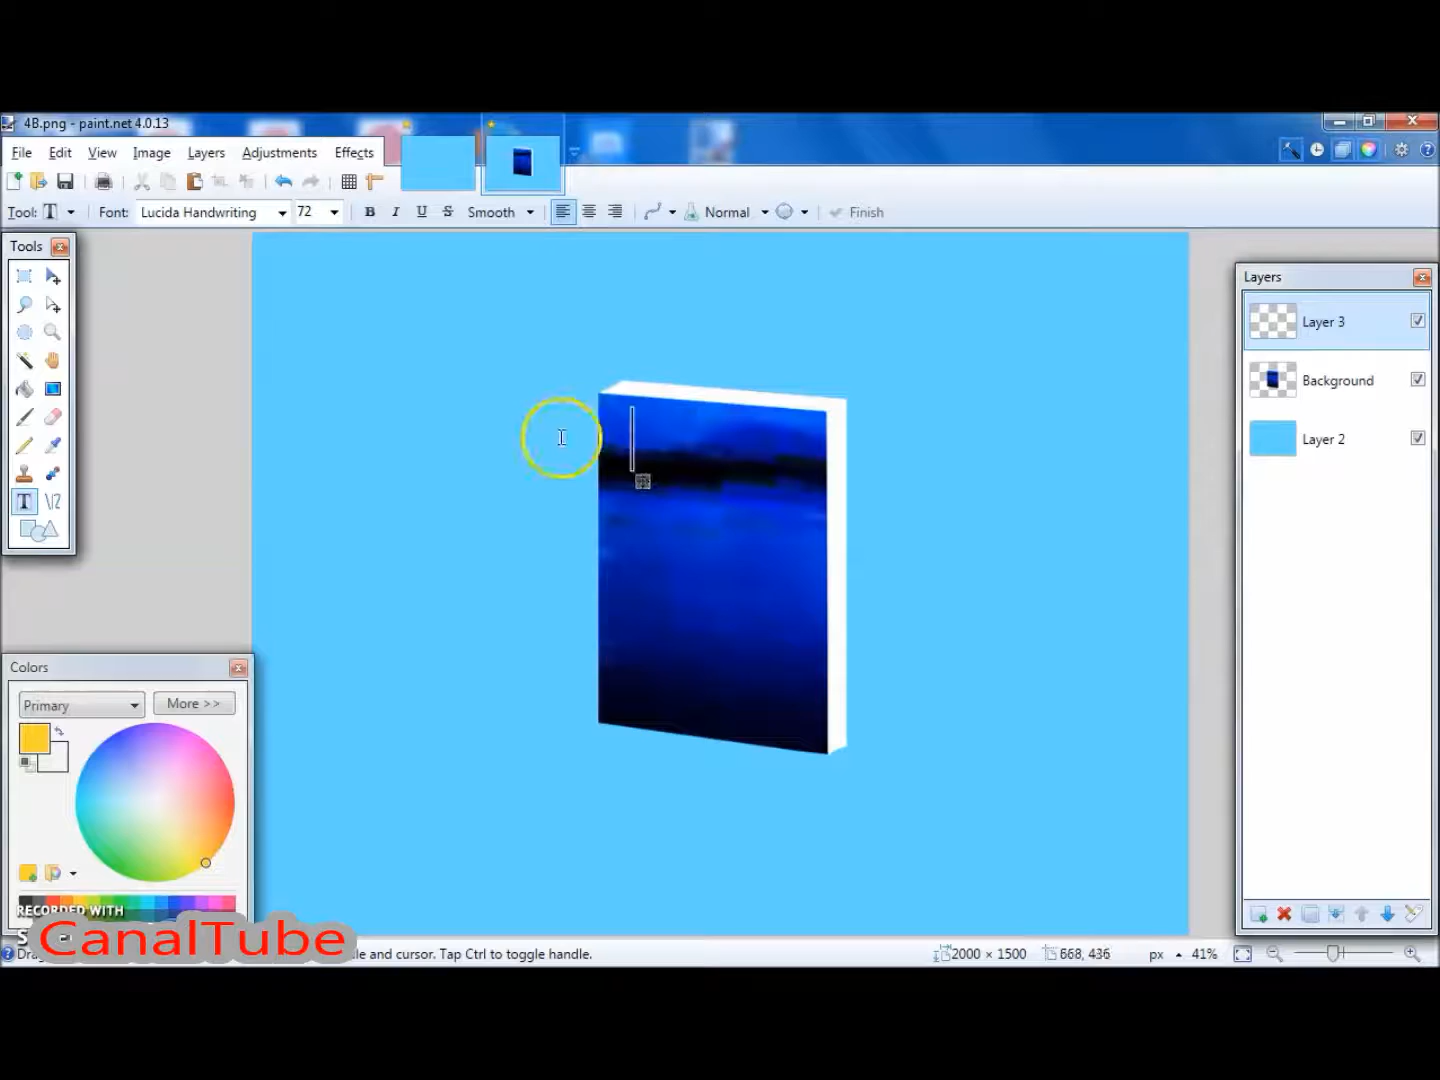 4B.png - paint.net 4.0.13
File Edit View Image Layers Adjustments Effects
Tool: T Font: Lucida Handwriting 72 B I U S Smooth Normal Finish
Tools
Layers
Layer 3
Background
Layer 2
Colors
Primary More >>
RECORDED WITH
CanalTube
le and cursor. Tap Ctrl to toggle handle.
2000 × 1500 668, 436 px 41%